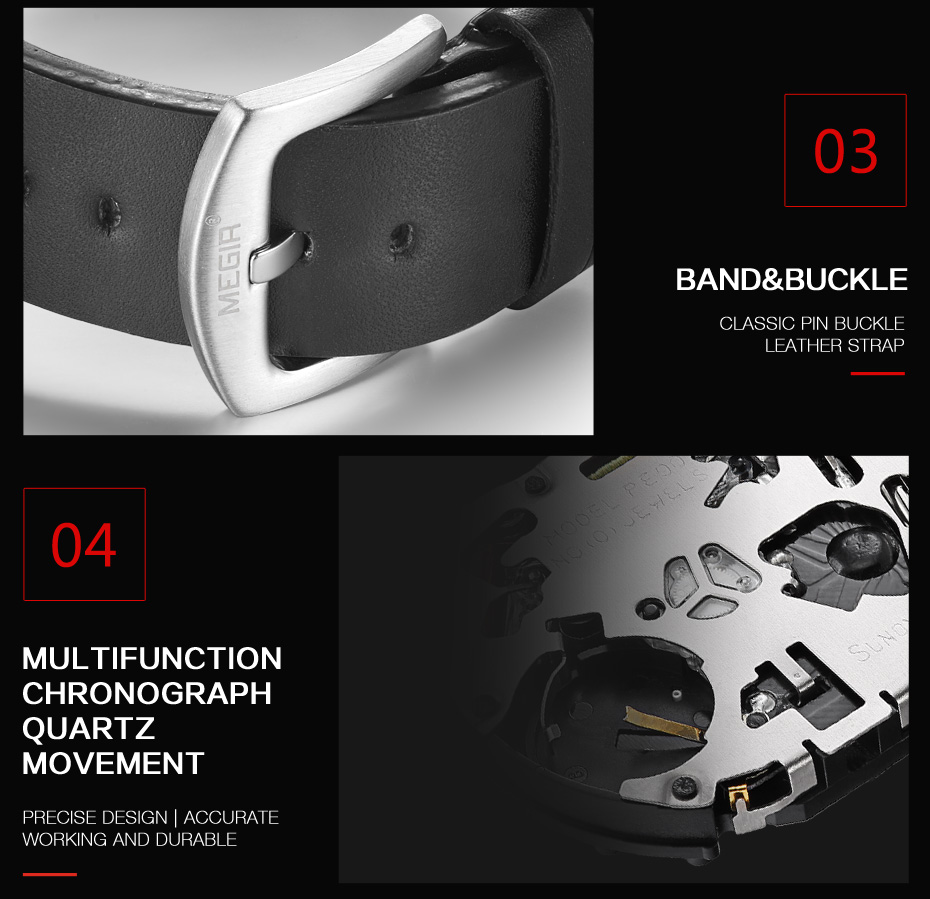 MEGIR®
03
BAND&BUCKLE
CLASSIC PIN BUCKLE
LEATHER STRAP
04
MULTIFUNCTION
CHRONOGRAPH
QUARTZ
MOVEMENT
PRECISE DESIGN | ACCURATE
WORKING AND DURABLE